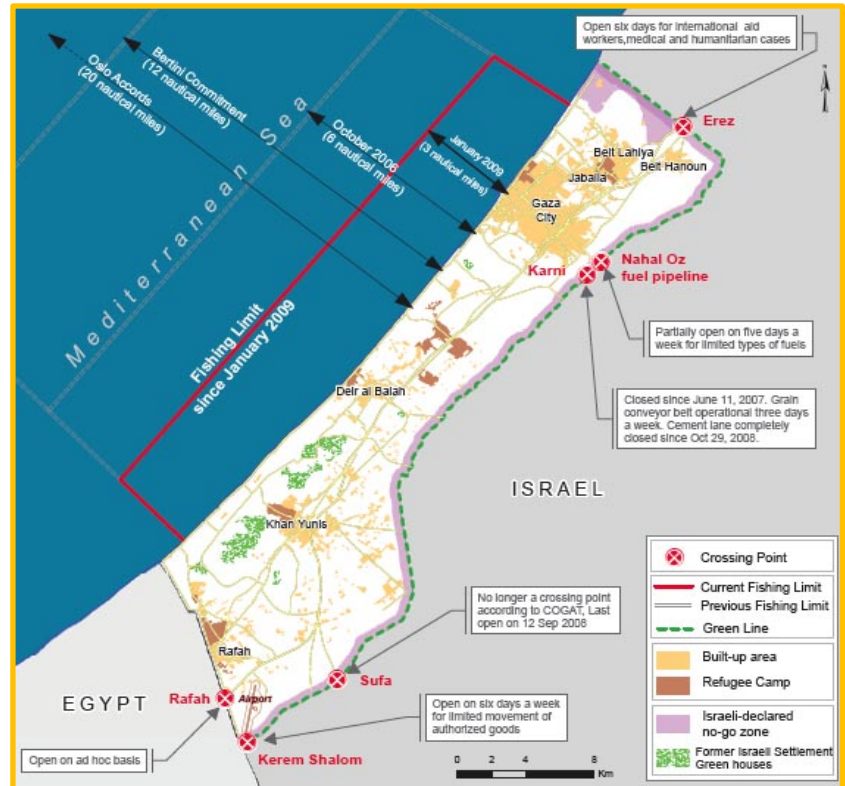 Open six days for international aid
workers,medical and humanitarian cases
Oslo Accords
(20 nautical miles)
Bertini Commitment
(12 nautical miles)
October 2006
(6 nautical miles)
January 2009
(3 nautical miles)
Mediterranean Sea
Fishing Limit
since January 2009
Erez
Beit Lahiya
Beit Hanoun
Jabalia
Gaza
City
Karni
Nahal Oz
fuel pipeline
Partially open on five days a
week for limited types of fuels
Deir al Balah
Closed since June 11, 2007. Grain
conveyor belt operational three days
a week. Cement lane completely
closed since Oct 29, 2008.
ISRAEL
Khan Yunis
No longer a crossing point
according to COGAT, Last
open on 12 Sep 2008
Rafah
Sufa
EGYPT
Rafah
Airport
Open on six days a week
for limited movement of
authorized goods
Open on ad hoc basis
Kerem Shalom
0 2 4 8
Km
Crossing Point
Current Fishing Limit
Previous Fishing Limit
Green Line
Built-up area
Refugee Camp
Israeli-declared
no-go zone
Former Israeli Settlement
Green houses